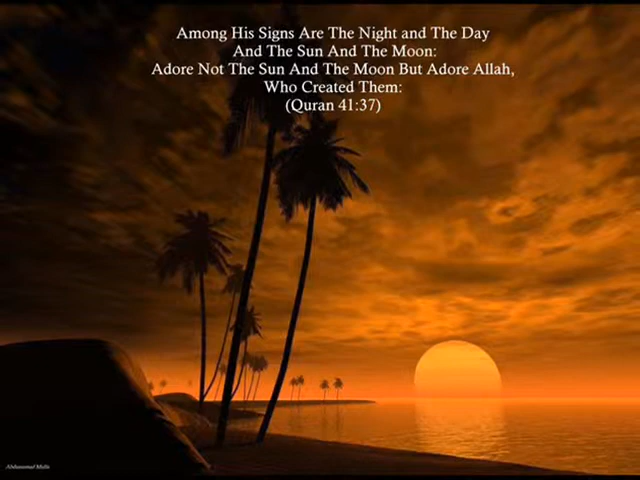 Among His Signs Are The Night and The Day
And The Sun And The Moon:
Adore Not The Sun And The Moon But Adore Allah,
Who Created Them:
(Quran 41:37)